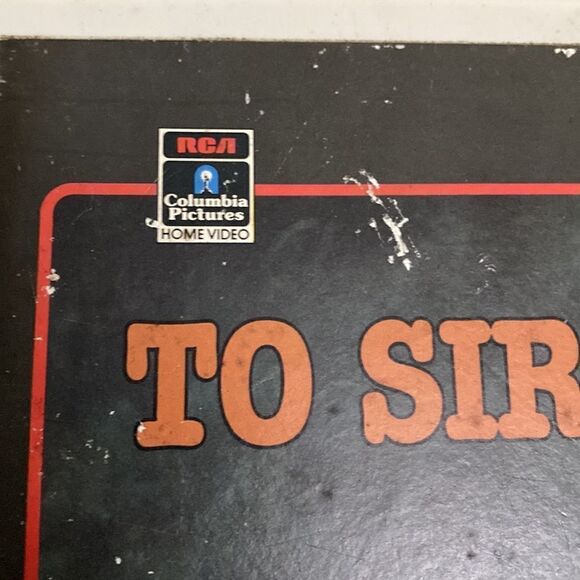 RCA
Columbia
Pictures
HOME VIDEO
TO SIR